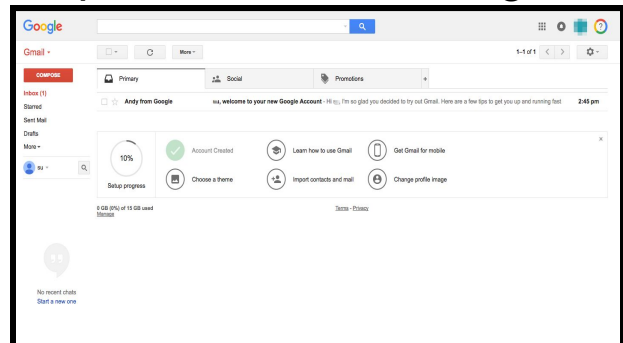 Google
Gmail
More
1–1 of 1
COMPOSE
Primary
Social
Promotions
+
Inbox (1)
Starred
Sent Mail
Drafts
More
su
Andy from Google
, welcome to your new Google Account - Hi , I'm so glad you decided to try out Gmail. Here are a few tips to get you up and running fast
2:45 pm
10%
Setup progress
Account Created
Learn how to use Gmail
Get Gmail for mobile
Choose a theme
Import contacts and mail
Change profile image
x
0 GB (0%) of 15 GB used
Manage
Terms - Privacy
No recent chats
Start a new one